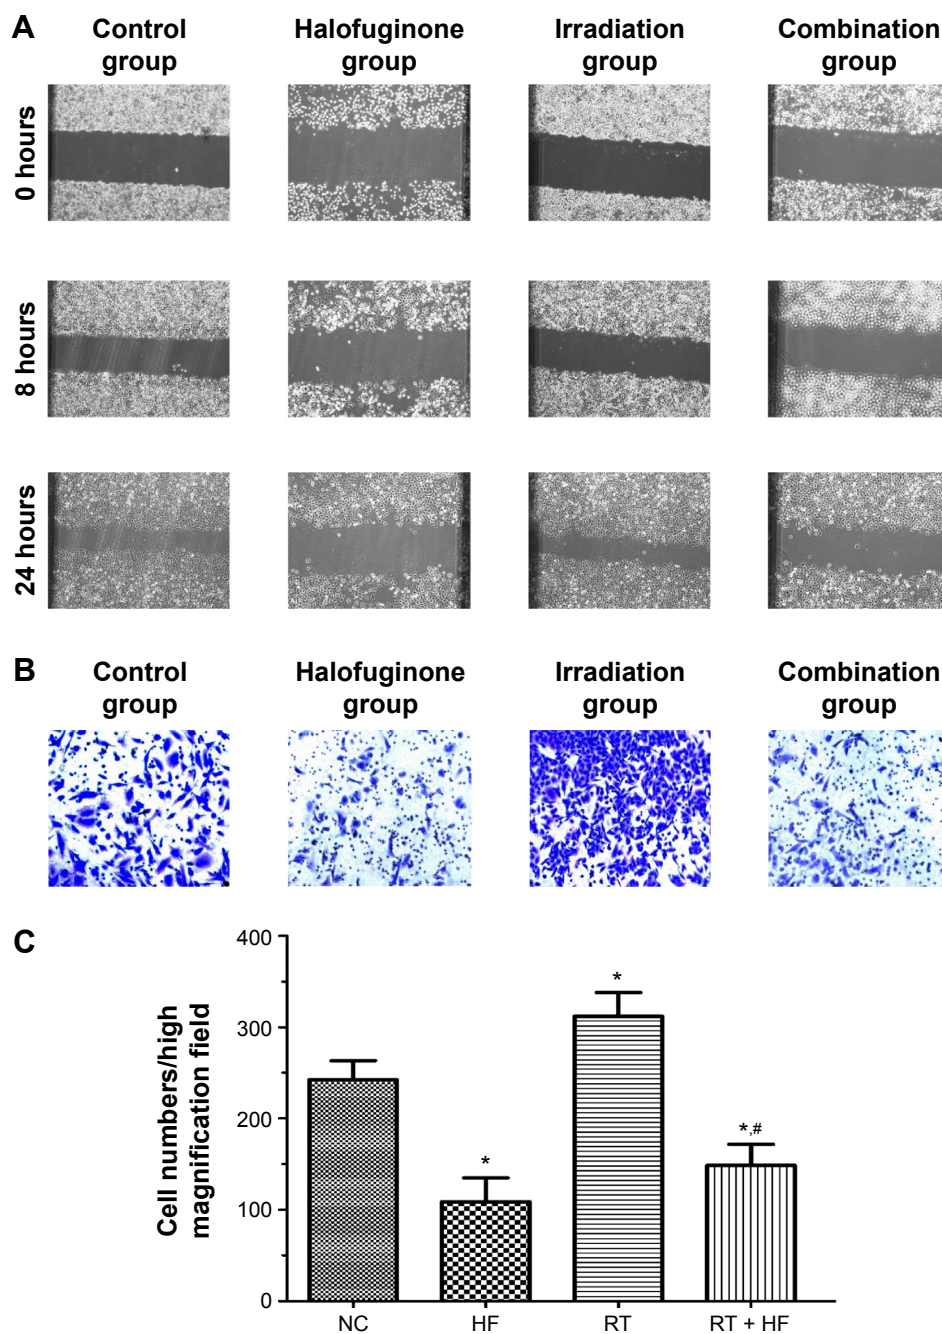 A
Control
group
Halofuginone
group
Irradiation
group
Combination
group
0 hours
8 hours
24 hours
B
Control
group
Halofuginone
group
Irradiation
group
Combination
group
C
Cell numbers/high
magnification field
400
300
200
100
0
*
*
*,#
NC
HF
RT
RT + HF